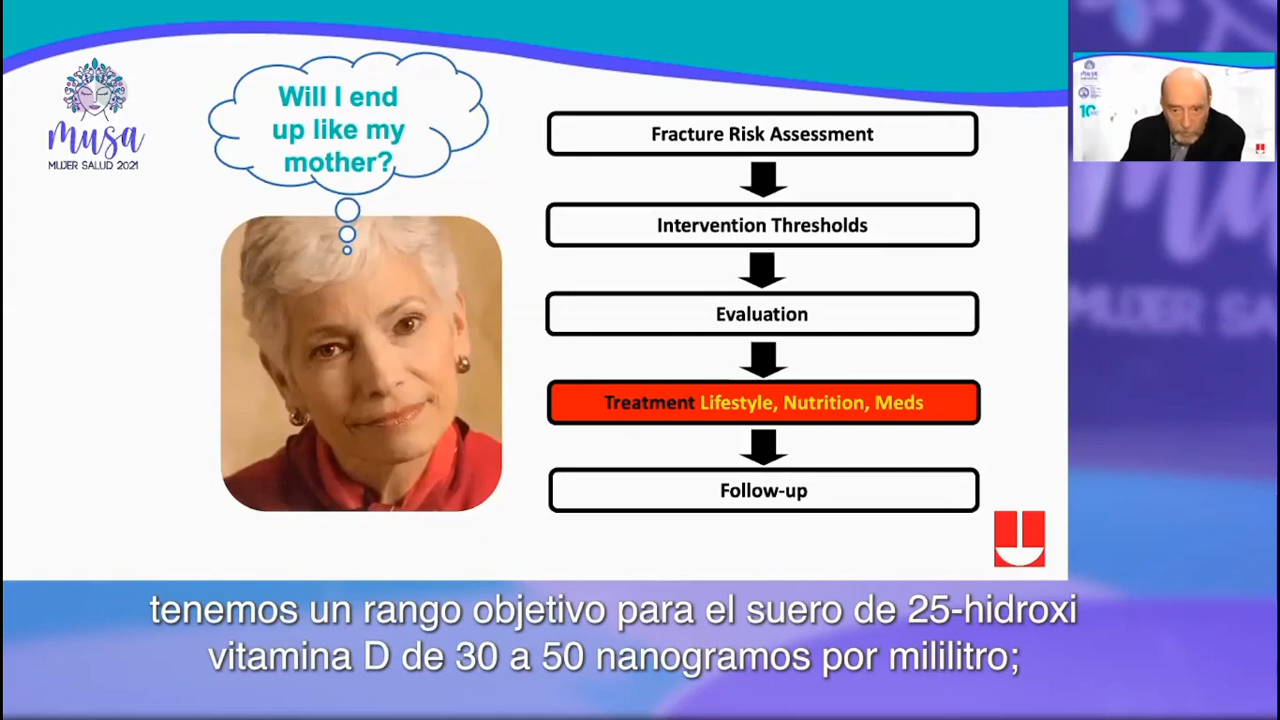 musa
MUJER SALUD 2021
Will I end
up like my
mother?
Fracture Risk Assessment
Intervention Thresholds
Evaluation
Treatment Lifestyle, Nutrition, Meds
Follow-up
MUJER SA
tenemos un rango objetivo para el suero de 25-hidroxi
vitamina D de 30 a 50 nanogramos por mililitro;